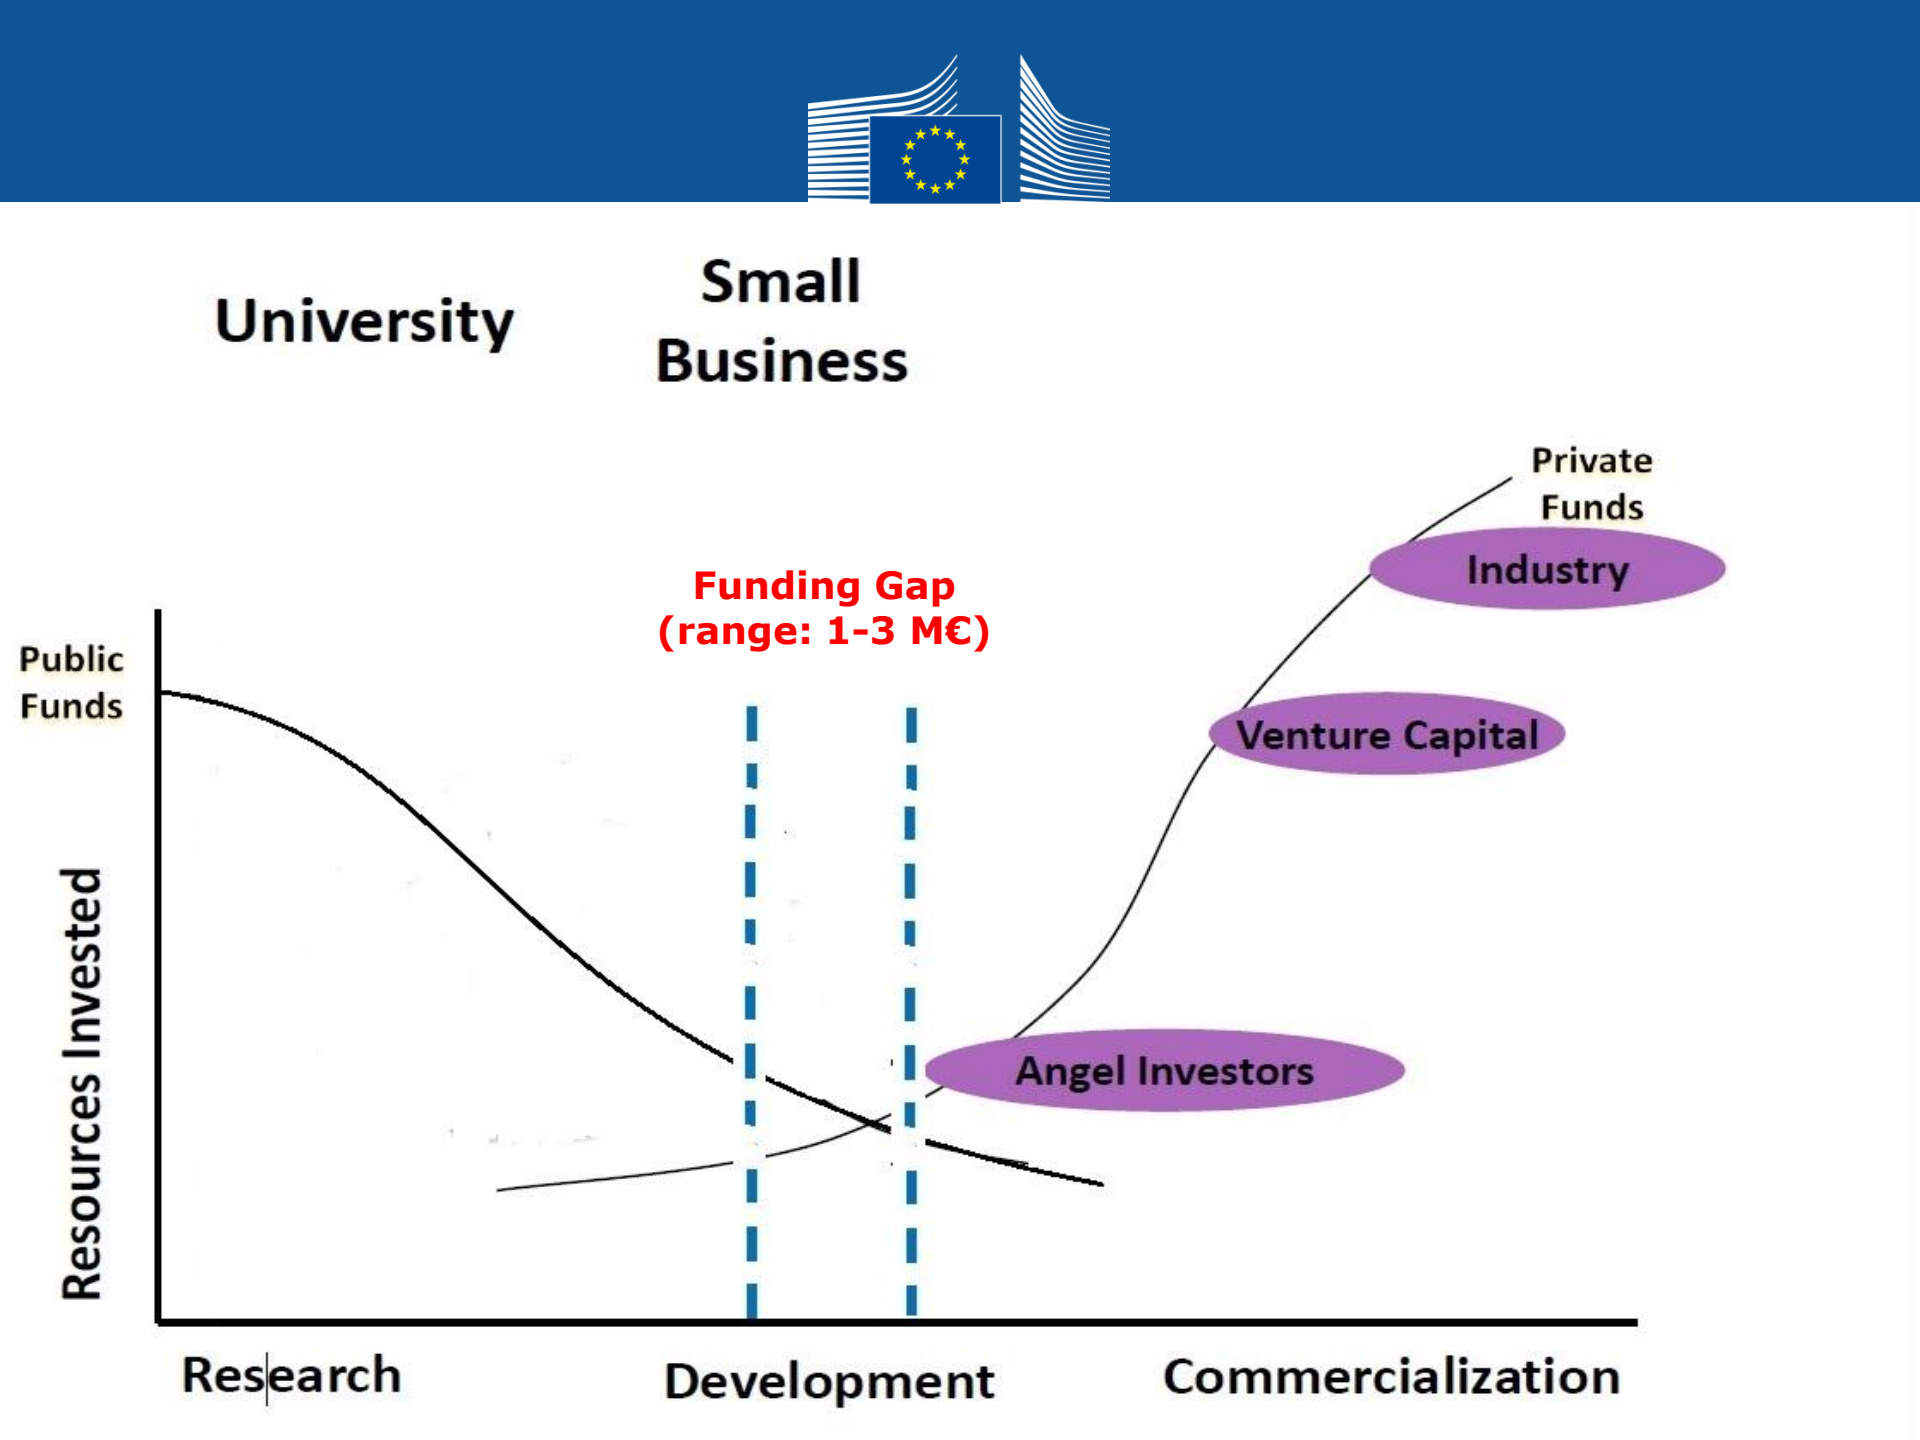 University
Small
Business
Private
Funds
Industry
Funding Gap
(range: 1-3 M€)
Public
Funds
Venture Capital
Angel Investors
Resources Invested
Research
Development
Commercialization